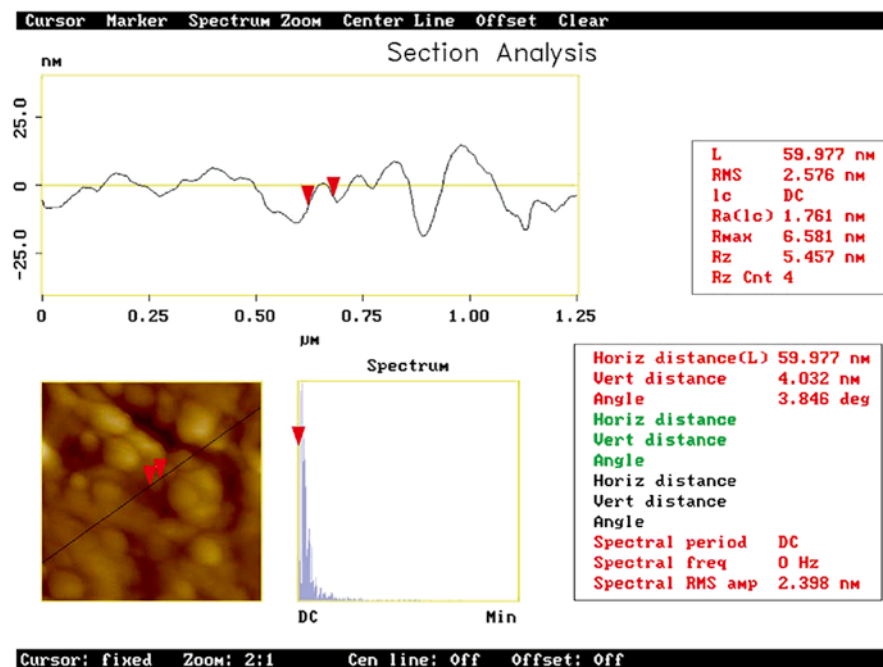 Cursor Marker Spectrum Zoom Center Line Offset Clear
Section Analysis
nm
25.0
0
-25.0
0 0.25 0.50 0.75 1.00 1.25
µm
L 59.977 nm
RMS 2.576 nm
lc DC
Ra(lc) 1.761 nm
Rmax 6.581 nm
Rz 5.457 nm
Rz Cnt 4
Spectrum
DC Min
Horiz distance(L) 59.977 nm
Vert distance 4.032 nm
Angle 3.846 deg
Horiz distance
Vert distance
Angle
Horiz distance
Vert distance
Angle
Spectral period DC
Spectral freq 0 Hz
Spectral RMS amp 2.398 nm
Cursor: fixed Zoom: 2:1 Cen line: Off Offset: Off